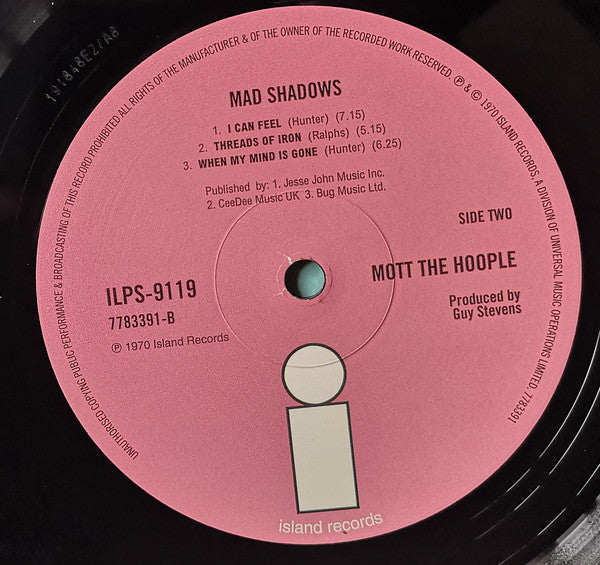 191848EZ/A8
UNAUTHORISED COPYING PUBLIC PERFORMANCE & BROADCASTING OF THIS RECORD PROHIBITED ALL RIGHTS OF THE MANUFACTURER & OF THE OWNER OF THE RECORDED WORK RESERVED. ℗ & © 1970 ISLAND RECORDS, A DIVISION OF UNIVERSAL MUSIC OPERATIONS LIMITED. 778391
MAD SHADOWS
1. I CAN FEEL (Hunter) (7.15)
2. THREADS OF IRON (Ralphs) (5.15)
3. WHEN MY MIND IS GONE (Hunter) (6.25)
Published by: 1. Jesse John Music Inc.
2. CeeDee Music UK 3. Bug Music Ltd.
SIDE TWO
MOTT THE HOOPLE
ILPS-9119
7783391-B
Produced by
Guy Stevens
℗ 1970 Island Records
i
island records